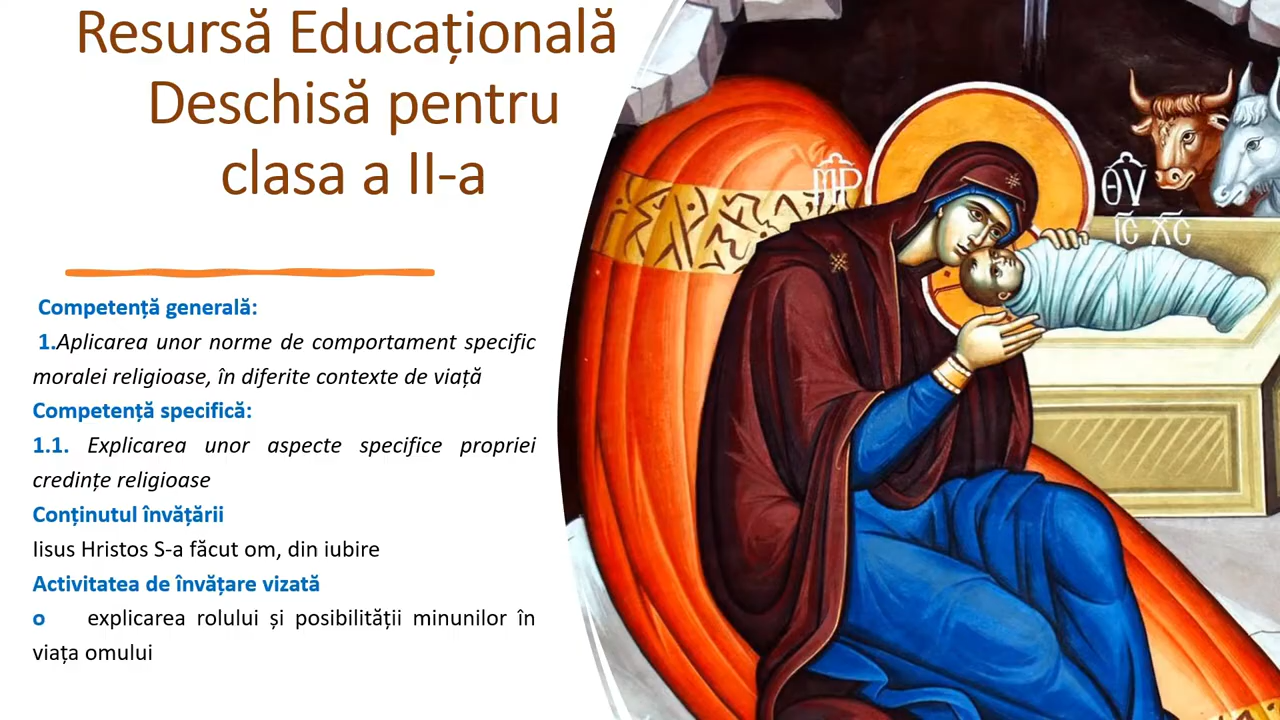 Resursă Educațională
Deschisă pentru
clasa a II-a
Competență generală:
1.Aplicarea unor norme de comportament specific
moralei religioase, în diferite contexte de viață
Competență specifică:
1.1. Explicarea unor aspecte specifice propriei
credințe religioase
Conținutul învățării
Iisus Hristos S-a făcut om, din iubire
Activitatea de învățare vizată
o explicarea rolului și posibilității minunilor în
viața omului
ΜΡ ΘΥ
ΙC ΧC